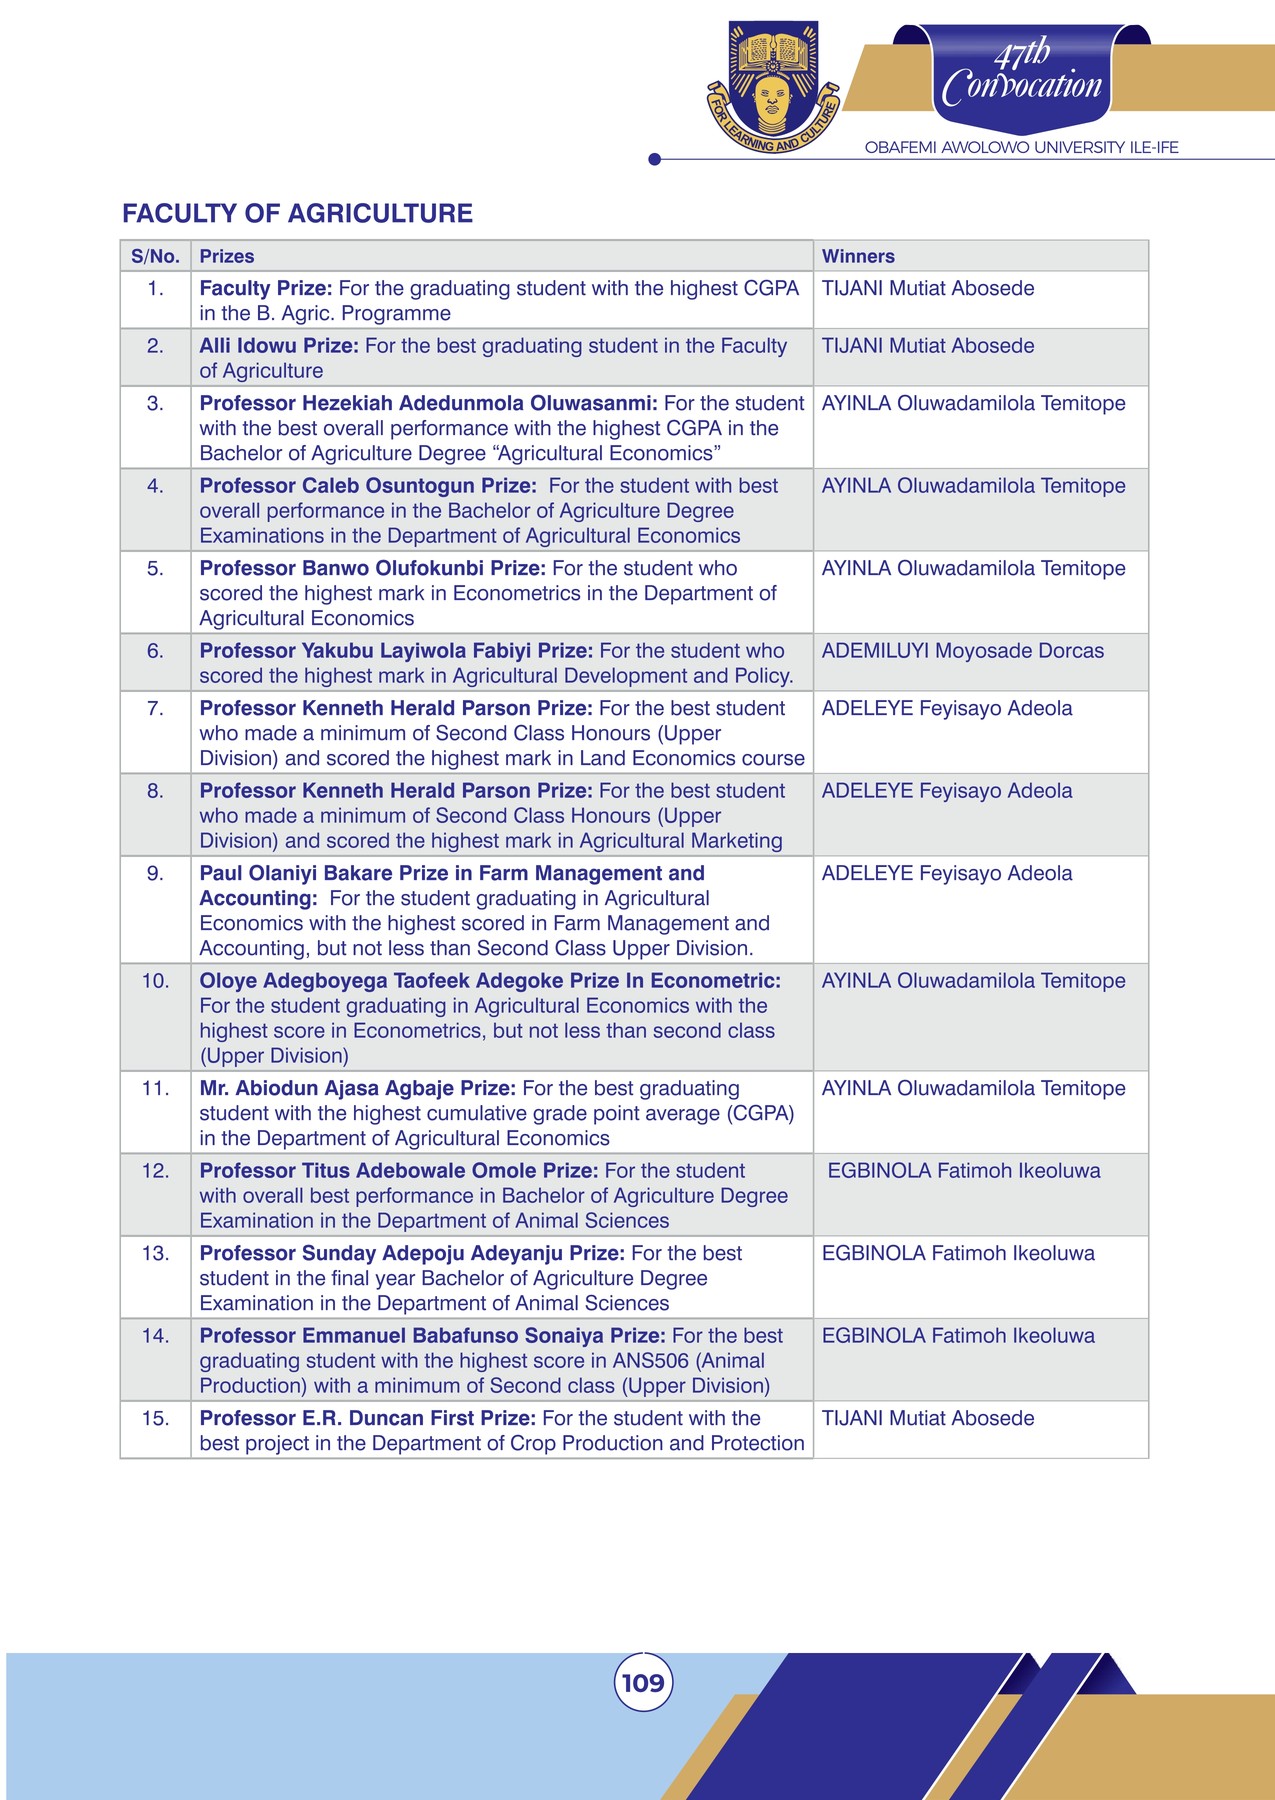 FOR LEARNING AND CULTURE
47th
Convocation
OBAFEMI AWOLOWO UNIVERSITY ILE-IFE
FACULTY OF AGRICULTURE
S/No. Prizes Winners
1. Faculty Prize: For the graduating student with the highest CGPA TIJANI Mutiat Abosede
in the B. Agric. Programme
2. Alli Idowu Prize: For the best graduating student in the Faculty TIJANI Mutiat Abosede
of Agriculture
3. Professor Hezekiah Adedunmola Oluwasanmi: For the student AYINLA Oluwadamilola Temitope
with the best overall performance with the highest CGPA in the
Bachelor of Agriculture Degree “Agricultural Economics”
4. Professor Caleb Osuntogun Prize: For the student with best AYINLA Oluwadamilola Temitope
overall performance in the Bachelor of Agriculture Degree
Examinations in the Department of Agricultural Economics
5. Professor Banwo Olufokunbi Prize: For the student who AYINLA Oluwadamilola Temitope
scored the highest mark in Econometrics in the Department of
Agricultural Economics
6. Professor Yakubu Layiwola Fabiyi Prize: For the student who ADEMILUYI Moyosade Dorcas
scored the highest mark in Agricultural Development and Policy.
7. Professor Kenneth Herald Parson Prize: For the best student ADELEYE Feyisayo Adeola
who made a minimum of Second Class Honours (Upper
Division) and scored the highest mark in Land Economics course
8. Professor Kenneth Herald Parson Prize: For the best student ADELEYE Feyisayo Adeola
who made a minimum of Second Class Honours (Upper
Division) and scored the highest mark in Agricultural Marketing
9. Paul Olaniyi Bakare Prize in Farm Management and ADELEYE Feyisayo Adeola
Accounting: For the student graduating in Agricultural
Economics with the highest scored in Farm Management and
Accounting, but not less than Second Class Upper Division.
10. Oloye Adegboyega Taofeek Adegoke Prize In Econometric: AYINLA Oluwadamilola Temitope
For the student graduating in Agricultural Economics with the
highest score in Econometrics, but not less than second class
(Upper Division)
11. Mr. Abiodun Ajasa Agbaje Prize: For the best graduating AYINLA Oluwadamilola Temitope
student with the highest cumulative grade point average (CGPA)
in the Department of Agricultural Economics
12. Professor Titus Adebowale Omole Prize: For the student EGBINOLA Fatimoh Ikeoluwa
with overall best performance in Bachelor of Agriculture Degree
Examination in the Department of Animal Sciences
13. Professor Sunday Adepoju Adeyanju Prize: For the best EGBINOLA Fatimoh Ikeoluwa
student in the final year Bachelor of Agriculture Degree
Examination in the Department of Animal Sciences
14. Professor Emmanuel Babafunso Sonaiya Prize: For the best EGBINOLA Fatimoh Ikeoluwa
graduating student with the highest score in ANS506 (Animal
Production) with a minimum of Second class (Upper Division)
15. Professor E.R. Duncan First Prize: For the student with the TIJANI Mutiat Abosede
best project in the Department of Crop Production and Protection
109